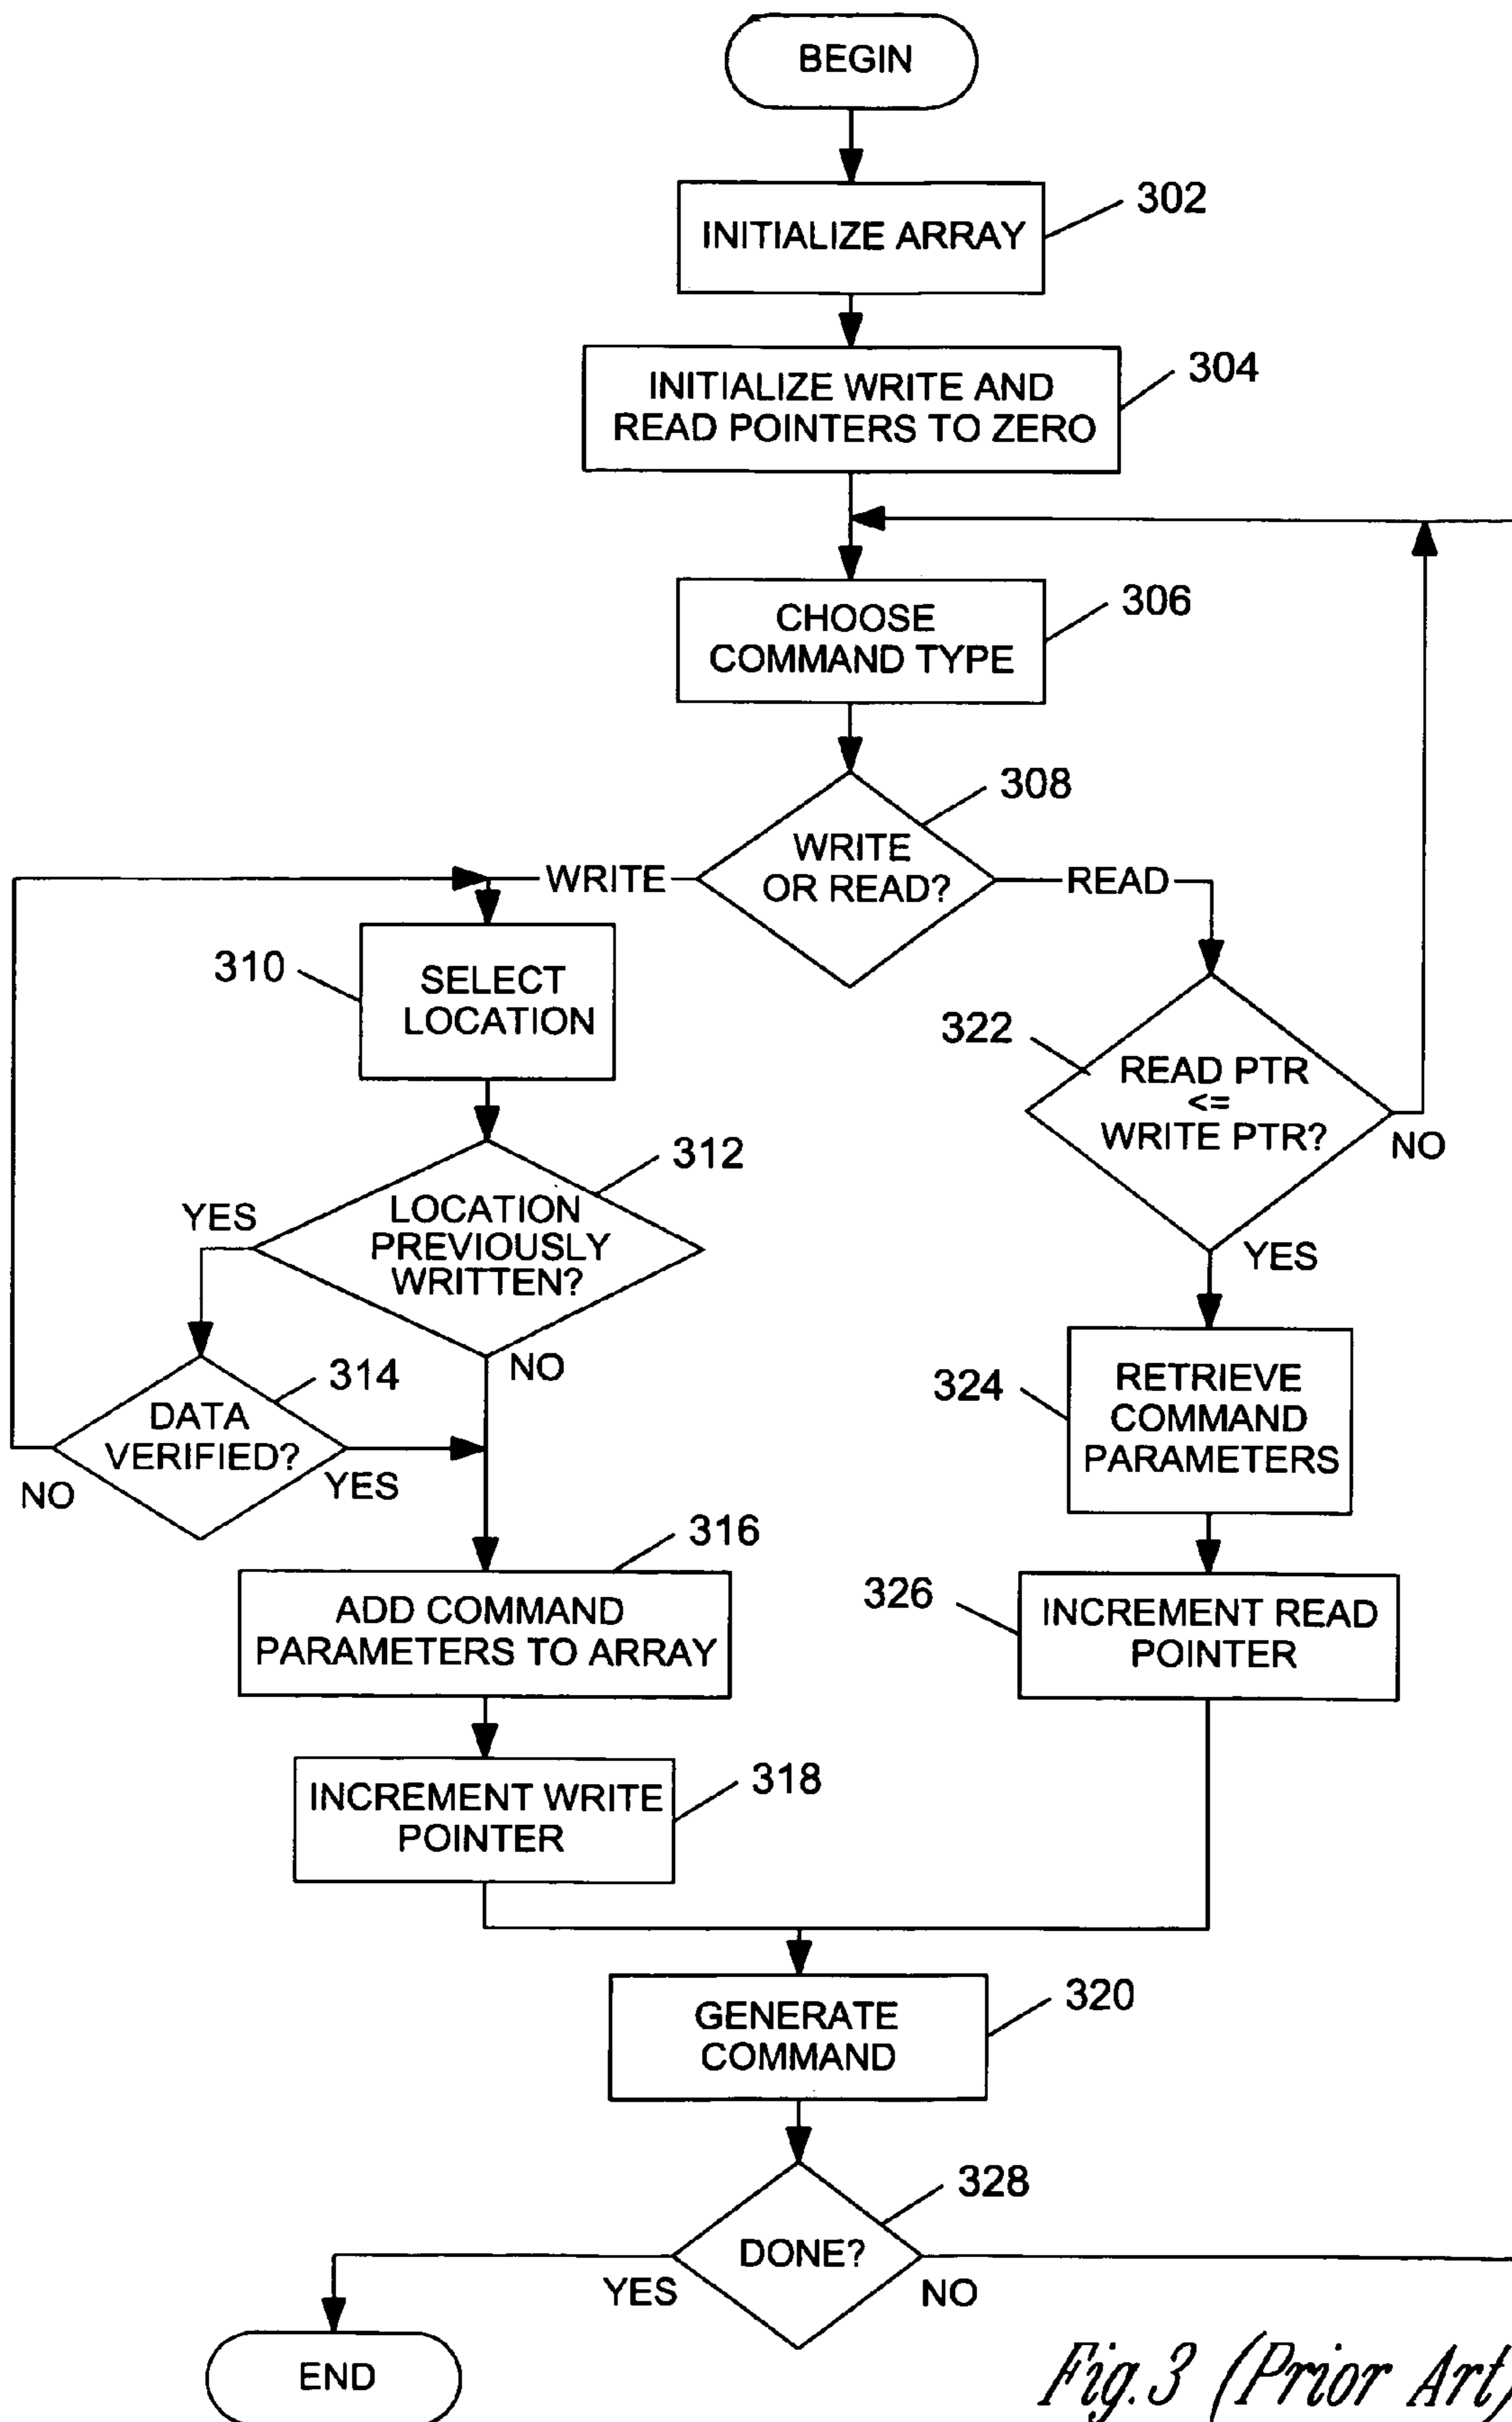 BEGIN
INITIALIZE ARRAY
302
INITIALIZE WRITE AND
READ POINTERS TO ZERO
304
CHOOSE
COMMAND TYPE
306
WRITE
OR READ?
308
WRITE
READ
SELECT
LOCATION
310
READ PTR
<=
WRITE PTR?
322
NO
YES
LOCATION
PREVIOUSLY
WRITTEN?
312
YES
NO
DATA
VERIFIED?
314
NO
YES
RETRIEVE
COMMAND
PARAMETERS
324
ADD COMMAND
PARAMETERS TO ARRAY
316
INCREMENT READ
POINTER
326
INCREMENT WRITE
POINTER
318
GENERATE
COMMAND
320
DONE?
328
YES
NO
END
Fig.3 (Prior Art)